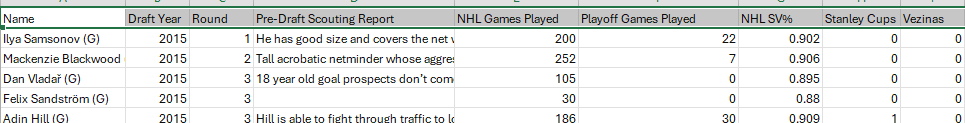 Name Draft Year Round Pre-Draft Scouting Report NHL Games Played Playoff Games Played NHL SV% Stanley Cups Vezinas
Ilya Samsonov (G) 2015 1 He has good size and covers the net 200 22 0.902 0 0
Mackenzie Blackwood 2015 2 Tall acrobatic netminder whose 252 7 0.906 0 0
Dan Vladař (G) 2015 3 18 year old goal prospects don't 105 0 0.895 0 0
Felix Sandström (G) 2015 3 30 0 0.88 0 0
Adin Hill (G) 2015 3 Hill is able to fight through traffic to 186 30 0.909 1 0